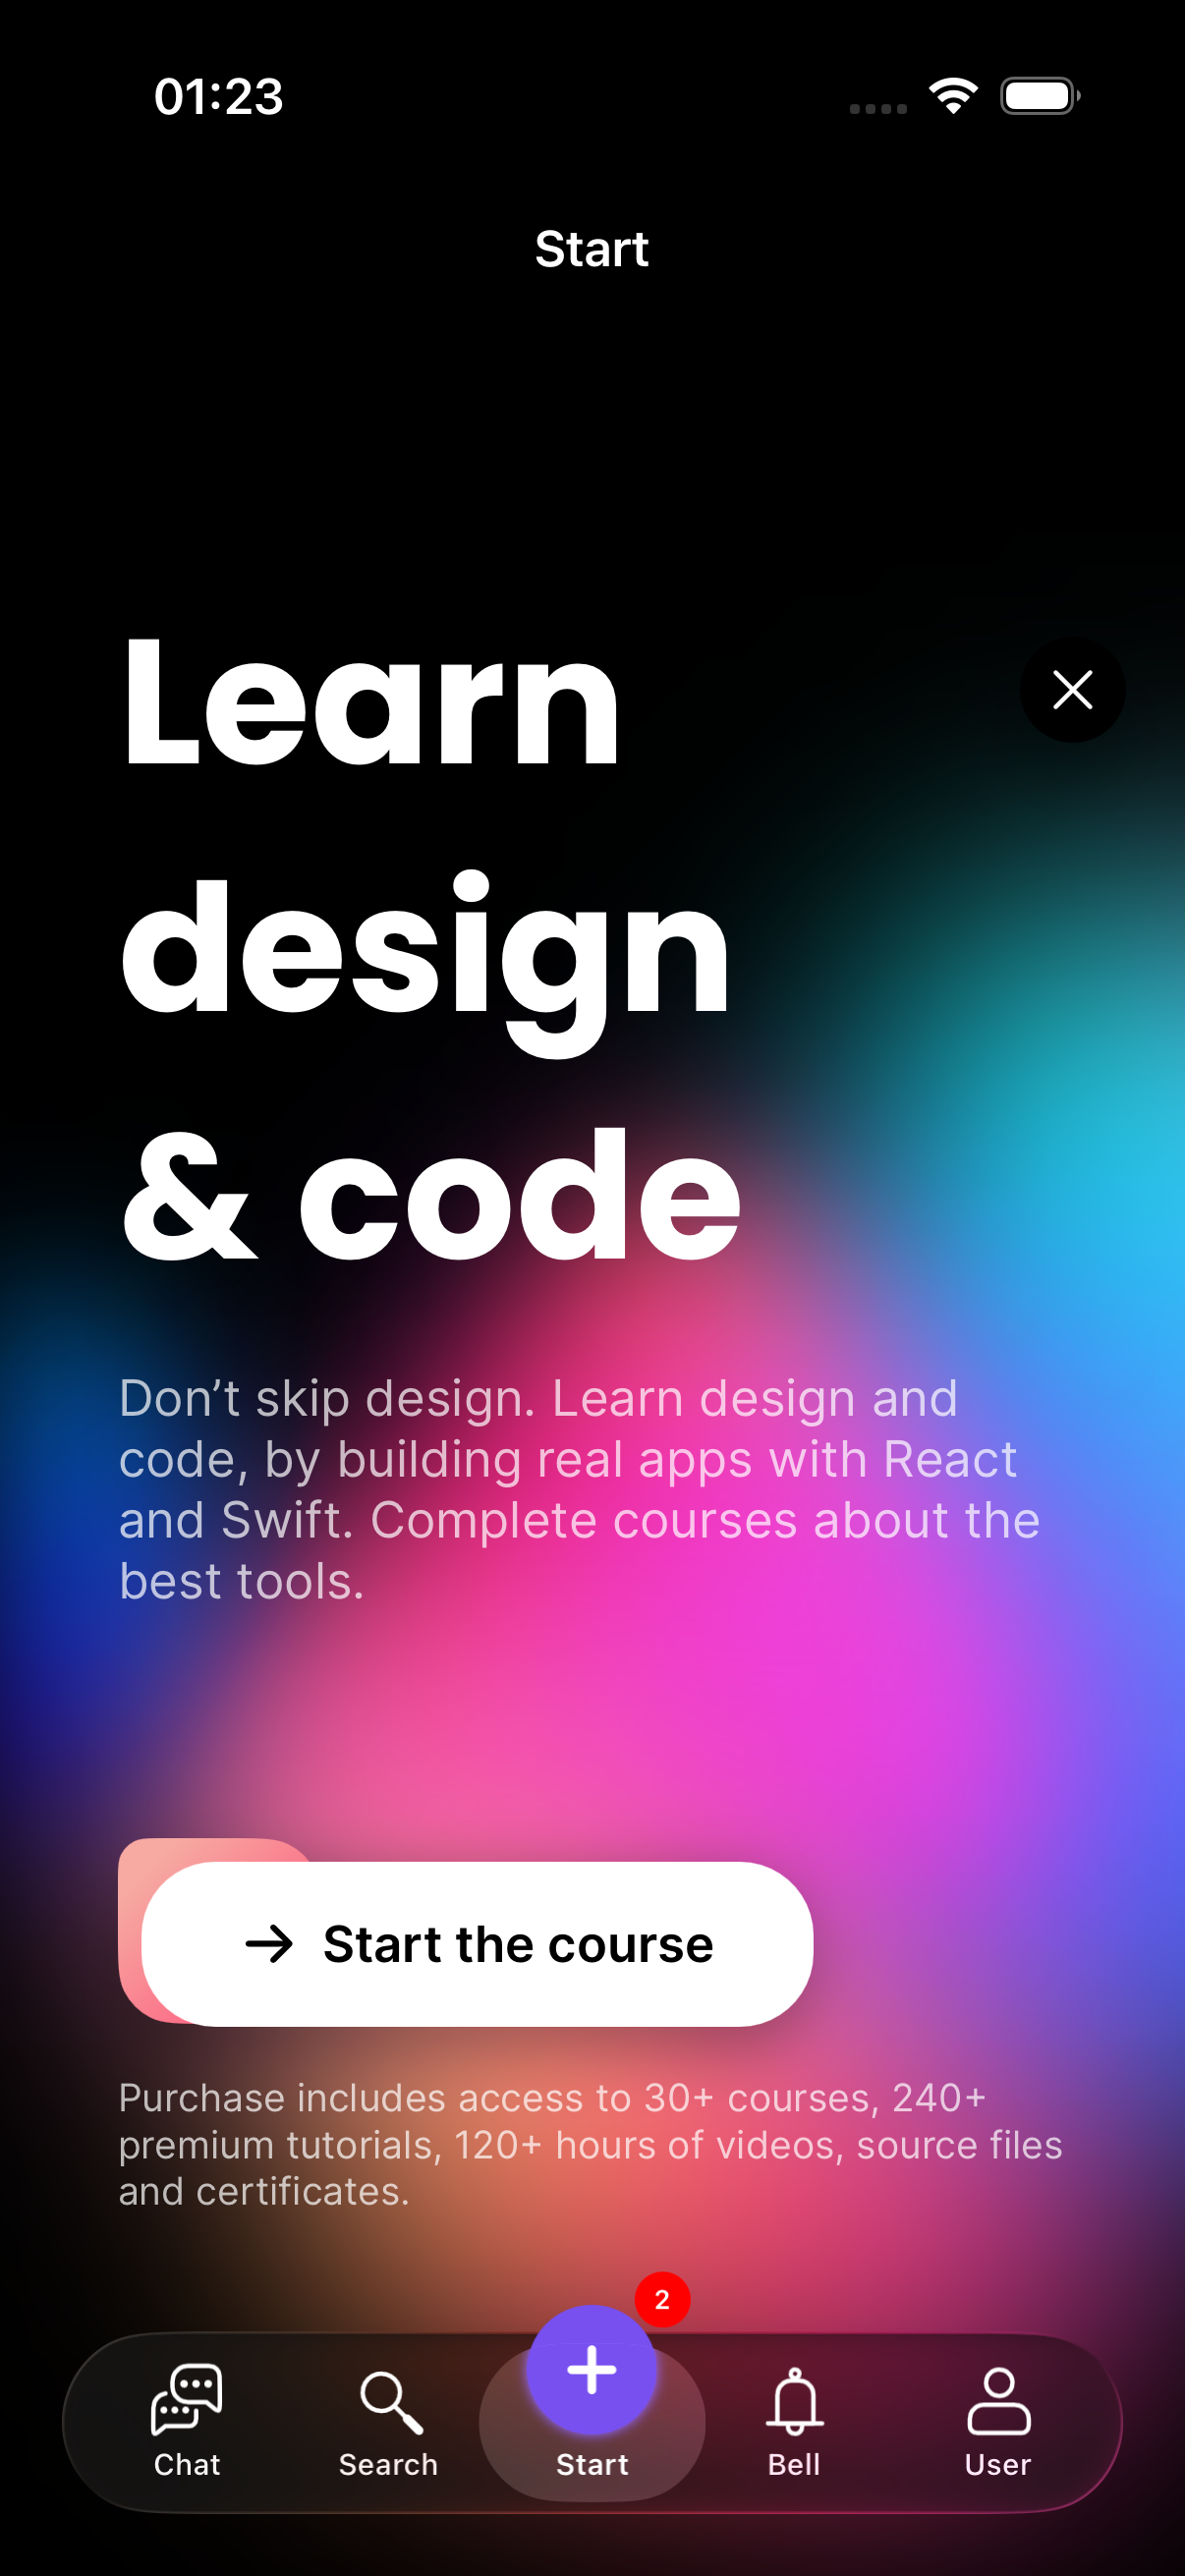 01:23
Start
Learn
design
& code
Don’t skip design. Learn design and
code, by building real apps with React
and Swift. Complete courses about the
best tools.
Start the course
Purchase includes access to 30+ courses, 240+
premium tutorials, 120+ hours of videos, source files
and certificates.
2
Chat
Search
Start
Bell
User